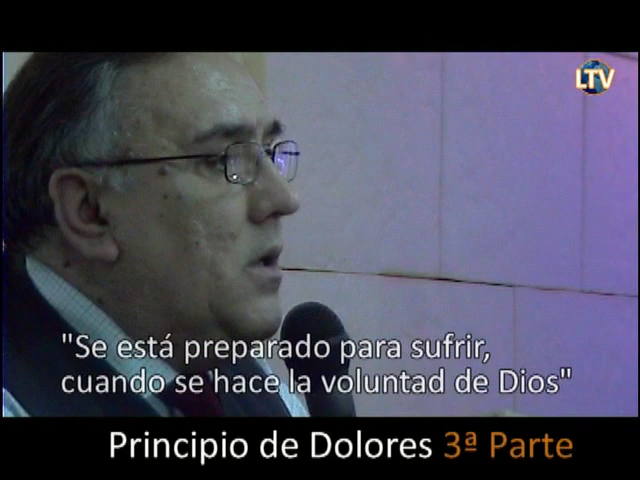 LTV
"Se está preparado para sufrir,
cuando se hace la voluntad de Dios"
Principio de Dolores 3ª Parte